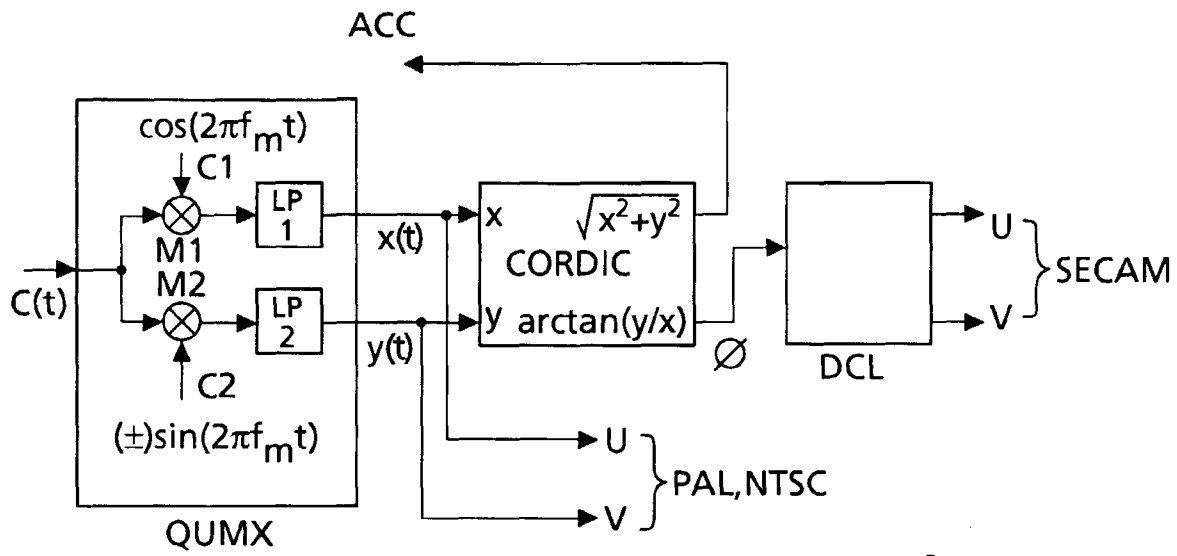 ACC
cos(2πfmt)
C1
LP
1
M1
x(t)
x
√x²+y²
CORDIC
U
SECAM
C(t)
M2
LP
2
y(t)
y
arctan(y/x)
∅
V
DCL
C2
(±)sin(2πfmt)
U
PAL,NTSC
V
QUMX